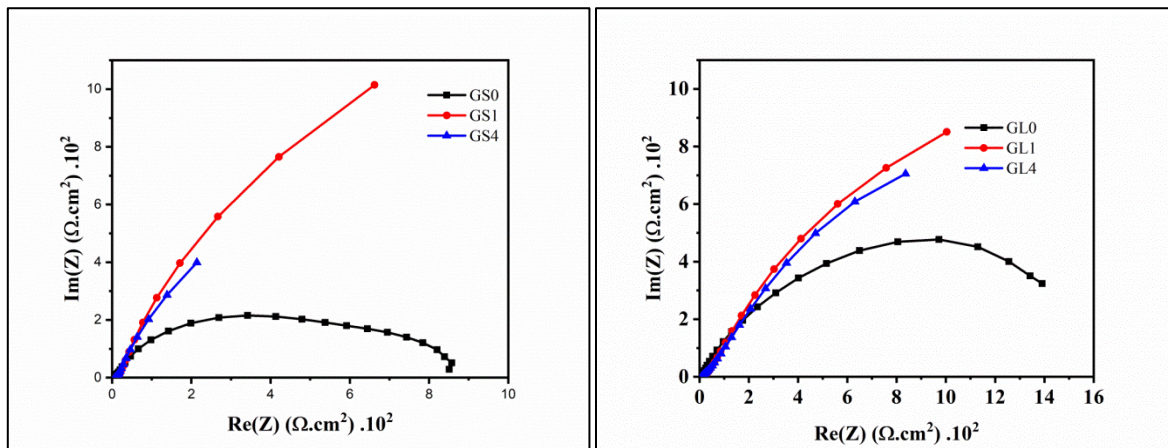 10
8
6
4
2
0
Im(Z) (Ω.cm²) .10²
GS0
GS1
GS4
0 2 4 6 8 10
Re(Z) (Ω.cm²) .10²
10
8
6
4
2
0
Im(Z) (Ω.cm²) .10²
GL0
GL1
GL4
0 2 4 6 8 10 12 14 16
Re(Z) (Ω.cm²) .10²